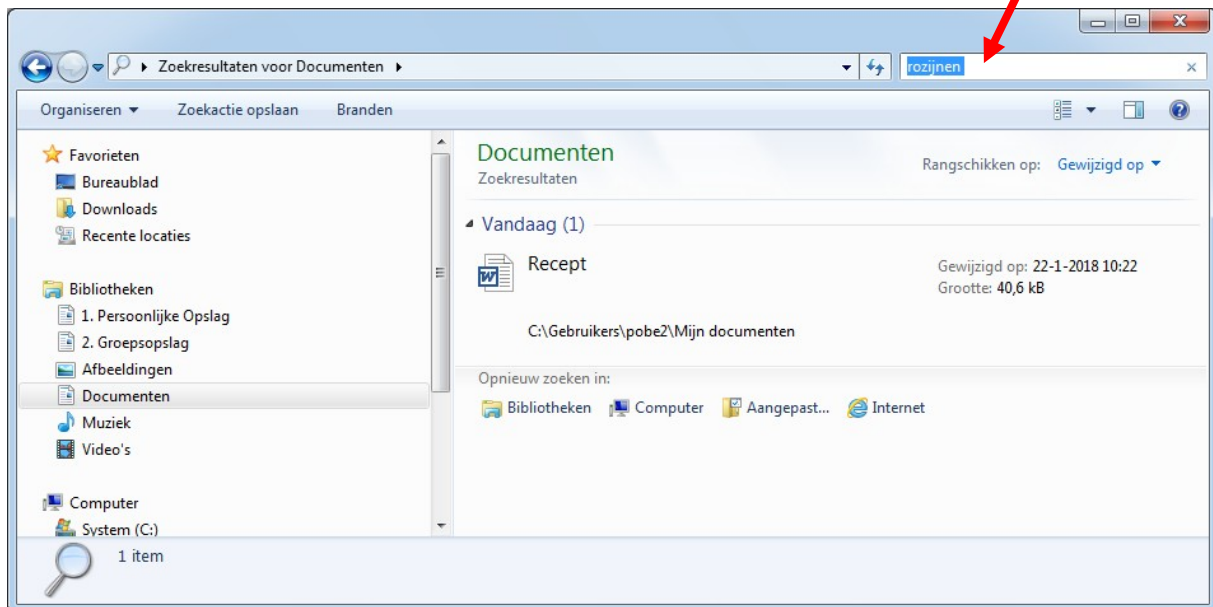 Zoekresultaten voor Documenten
rozijnen
Organiseren
Zoekactie opslaan
Branden
Favorieten
Bureaublad
Downloads
Recente locaties
Bibliotheken
1. Persoonlijke Opslag
2. Groepsopslag
Afbeeldingen
Documenten
Muziek
Video's
Computer
System (C:)
Documenten
Zoekresultaten
Rangschikken op: Gewijzigd op
Vandaag (1)
Recept
Gewijzigd op: 22-1-2018 10:22
Grootte: 40,6 kB
C:\Gebruikers\pobe2\Mijn documenten
Opnieuw zoeken in:
Bibliotheken Computer Aangepast... Internet
1 item